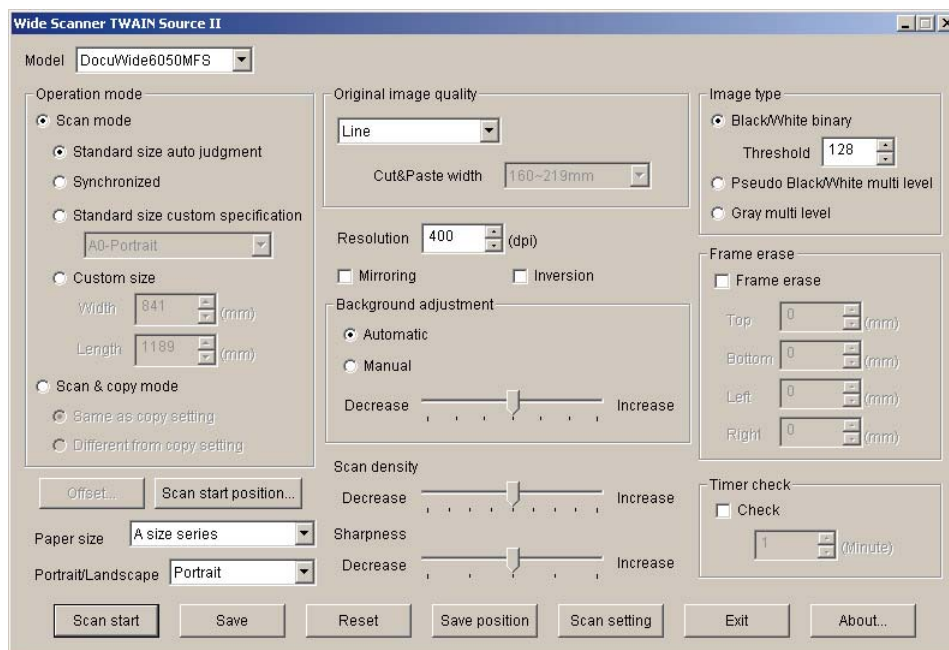 Wide Scanner TWAIN Source II
Model DocuWide6050MFS
Operation mode
Scan mode
Standard size auto judgment
Synchronized
Standard size custom specification
A0-Portrait
Custom size
Width 841 (mm)
Length 1189 (mm)
Scan & copy mode
Same as copy setting
Different from copy setting
Offset... Scan start position...
Paper size A size series
Portrait/Landscape Portrait
Original image quality
Line
Cut&Paste width 160~219mm
Resolution 400 (dpi)
Mirroring Inversion
Background adjustment
Automatic
Manual
Decrease Increase
Scan density
Decrease Increase
Sharpness
Decrease Increase
Image type
Black/White binary
Threshold 128
Pseudo Black/White multi level
Gray multi level
Frame erase
Frame erase
Top 0 (mm)
Bottom 0 (mm)
Left 0 (mm)
Right 0 (mm)
Timer check
Check
1 (Minute)
Scan start Save Reset Save position Scan setting Exit About...